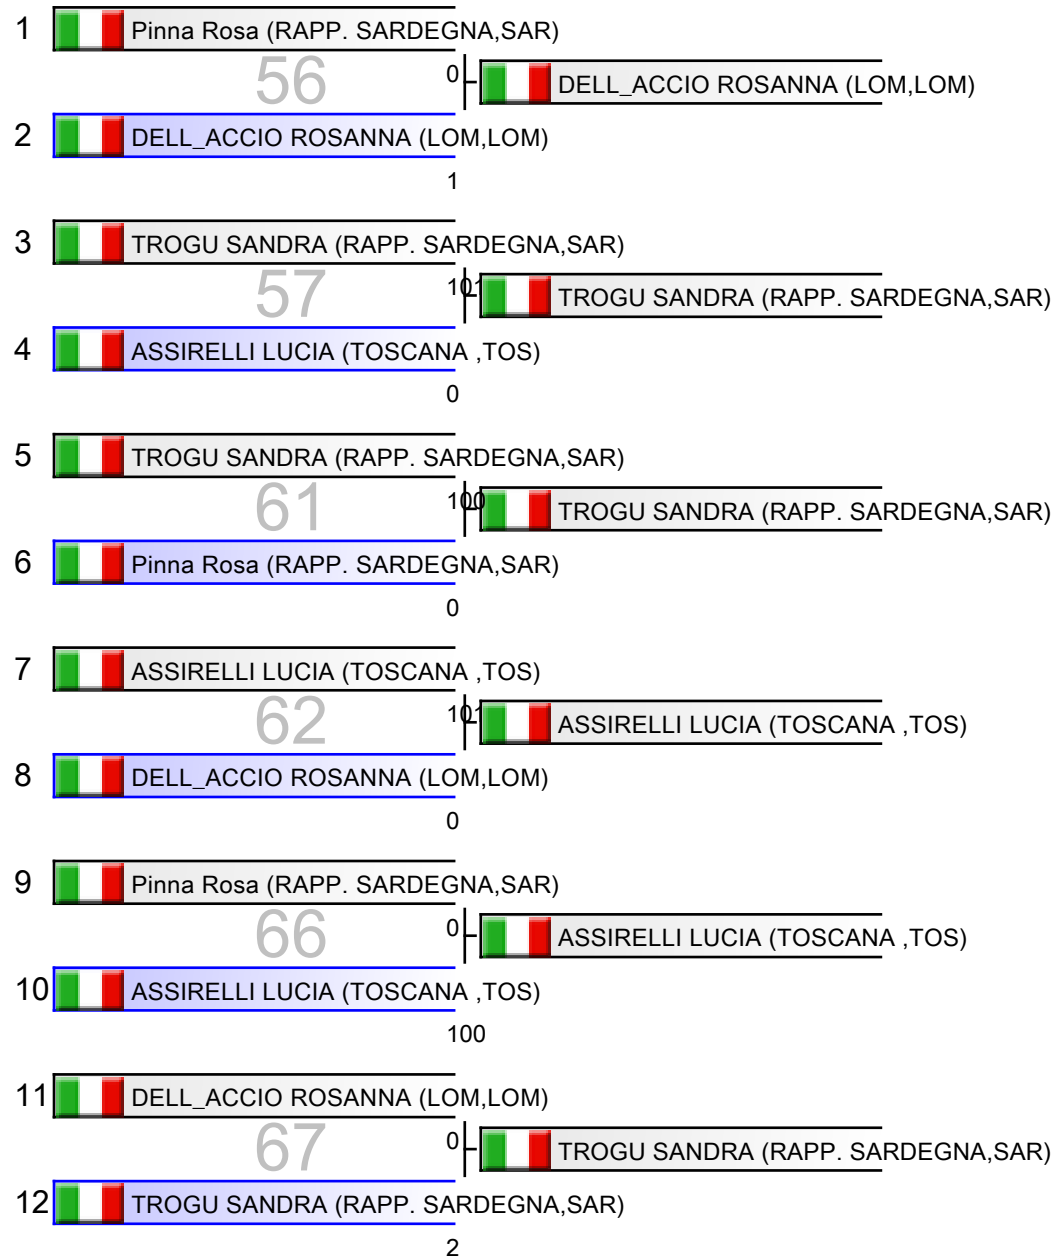 1 Pinna Rosa (RAPP. SARDEGNA,SAR)
56 0 DELL_ACCIO ROSANNA (LOM,LOM)
2 DELL_ACCIO ROSANNA (LOM,LOM)
1
3 TROGU SANDRA (RAPP. SARDEGNA,SAR)
57 101 TROGU SANDRA (RAPP. SARDEGNA,SAR)
4 ASSIRELLI LUCIA (TOSCANA ,TOS)
0
5 TROGU SANDRA (RAPP. SARDEGNA,SAR)
61 100 TROGU SANDRA (RAPP. SARDEGNA,SAR)
6 Pinna Rosa (RAPP. SARDEGNA,SAR)
0
7 ASSIRELLI LUCIA (TOSCANA ,TOS)
62 101 ASSIRELLI LUCIA (TOSCANA ,TOS)
8 DELL_ACCIO ROSANNA (LOM,LOM)
0
9 Pinna Rosa (RAPP. SARDEGNA,SAR)
66 0 ASSIRELLI LUCIA (TOSCANA ,TOS)
10 ASSIRELLI LUCIA (TOSCANA ,TOS)
100
11 DELL_ACCIO ROSANNA (LOM,LOM)
67 0 TROGU SANDRA (RAPP. SARDEGNA,SAR)
12 TROGU SANDRA (RAPP. SARDEGNA,SAR)
2